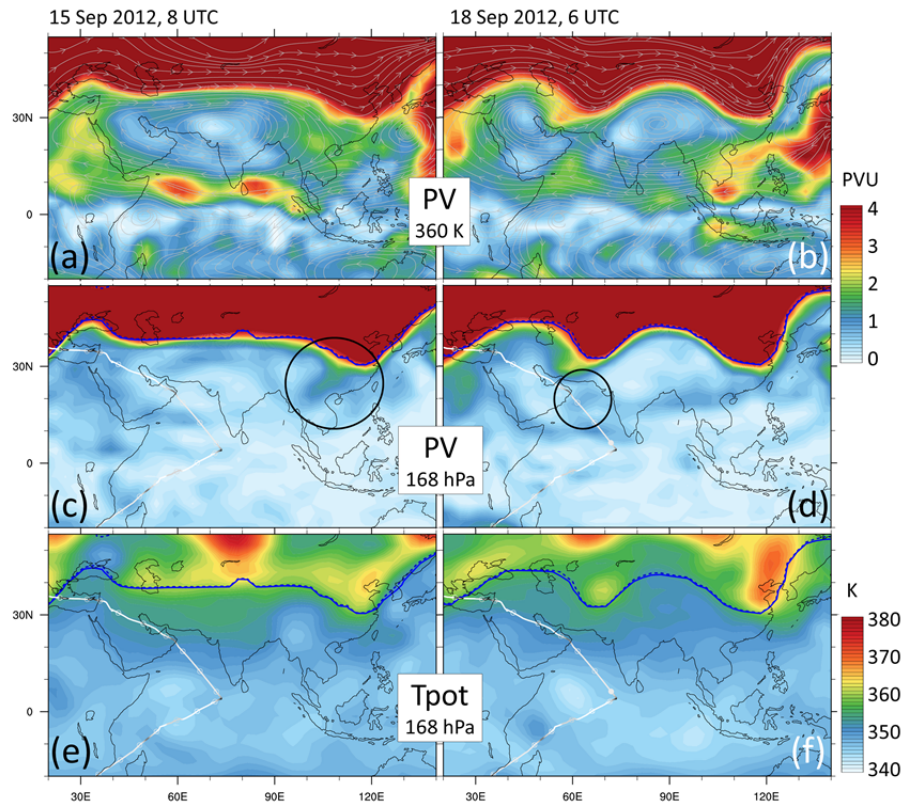 15 Sep 2012, 8 UTC
18 Sep 2012, 6 UTC
30N
0
(a)
PV
360 K
(b)
PVU
4
3
2
1
0
30N
0
(c)
PV
168 hPa
(d)
30N
0
(e)
Tpot
168 hPa
(f)
K
380
370
360
350
340
30E 60E 90E 120E 30E 60E 90E 120E